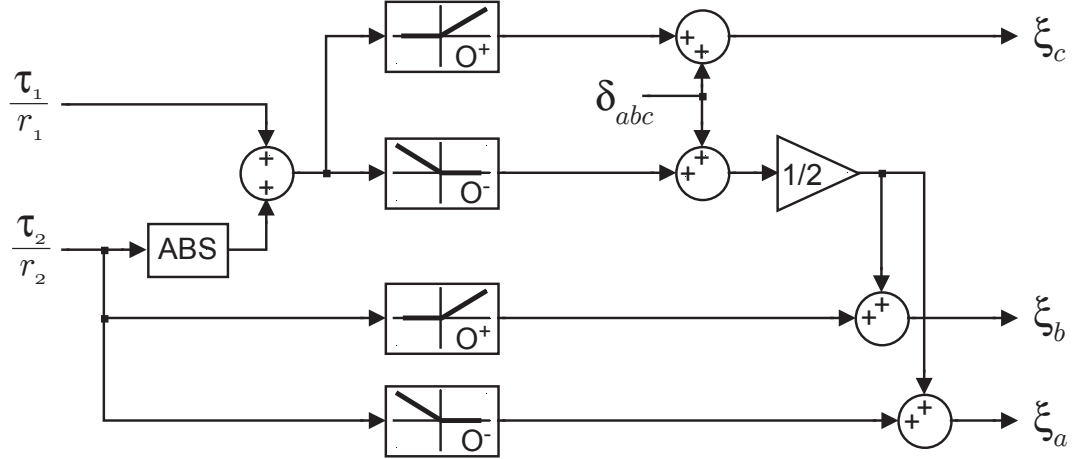 O⁺
+ +
ξ_c
τ₁/r₁
δ_abc
+ +
O⁻
+ +
1/2
τ₂/r₂
ABS
O⁺
+ +
ξ_b
O⁻
+ +
ξ_a